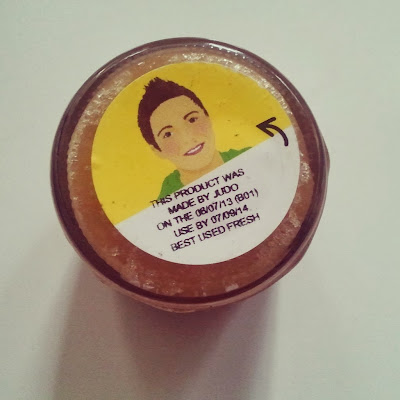 THIS PRODUCT WAS
MADE BY JUDO
ON THE 08/07/13 (B01)
USE BY 07/09/14
BEST USED FRESH